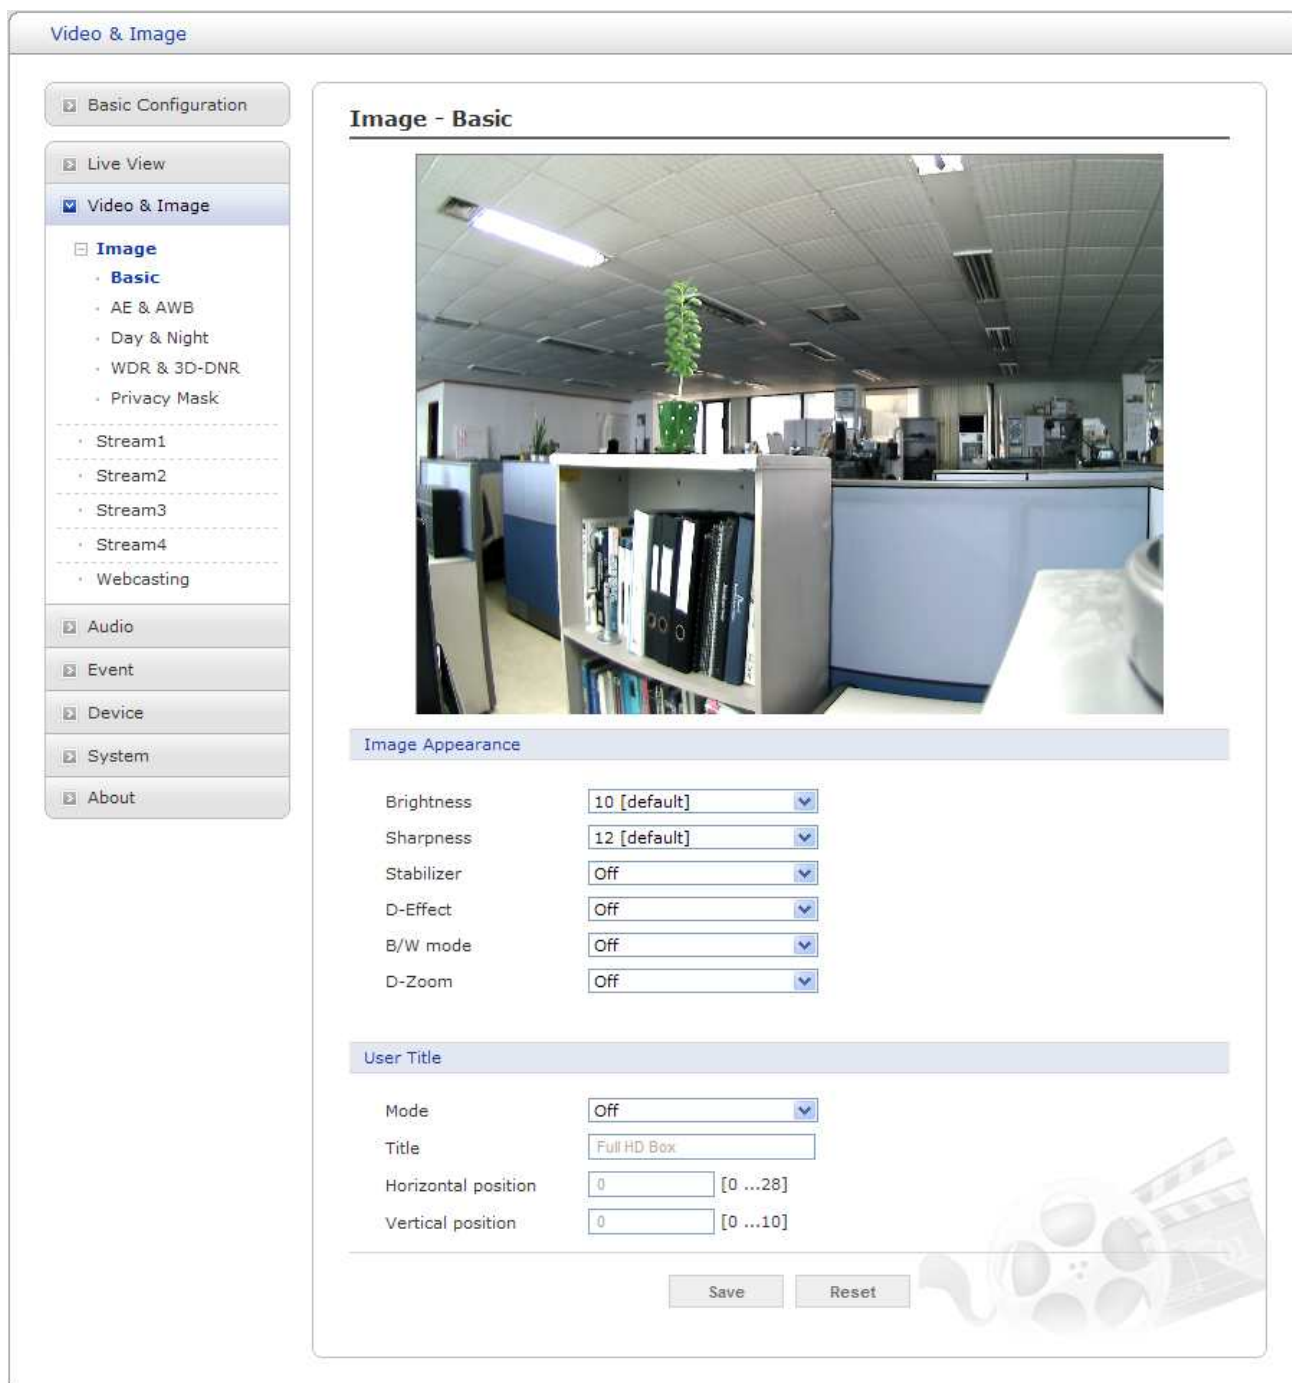 Video & Image
Basic Configuration
Live View
Video & Image
Image
Basic
AE & AWB
Day & Night
WDR & 3D-DNR
Privacy Mask
Stream1
Stream2
Stream3
Stream4
Webcasting
Audio
Event
Device
System
About
Image - Basic
Image Appearance
Brightness 10 [default]
Sharpness 12 [default]
Stabilizer Off
D-Effect Off
B/W mode Off
D-Zoom Off
User Title
Mode Off
Title Full HD Box
Horizontal position 0 [0 ...28]
Vertical position 0 [0 ...10]
Save Reset